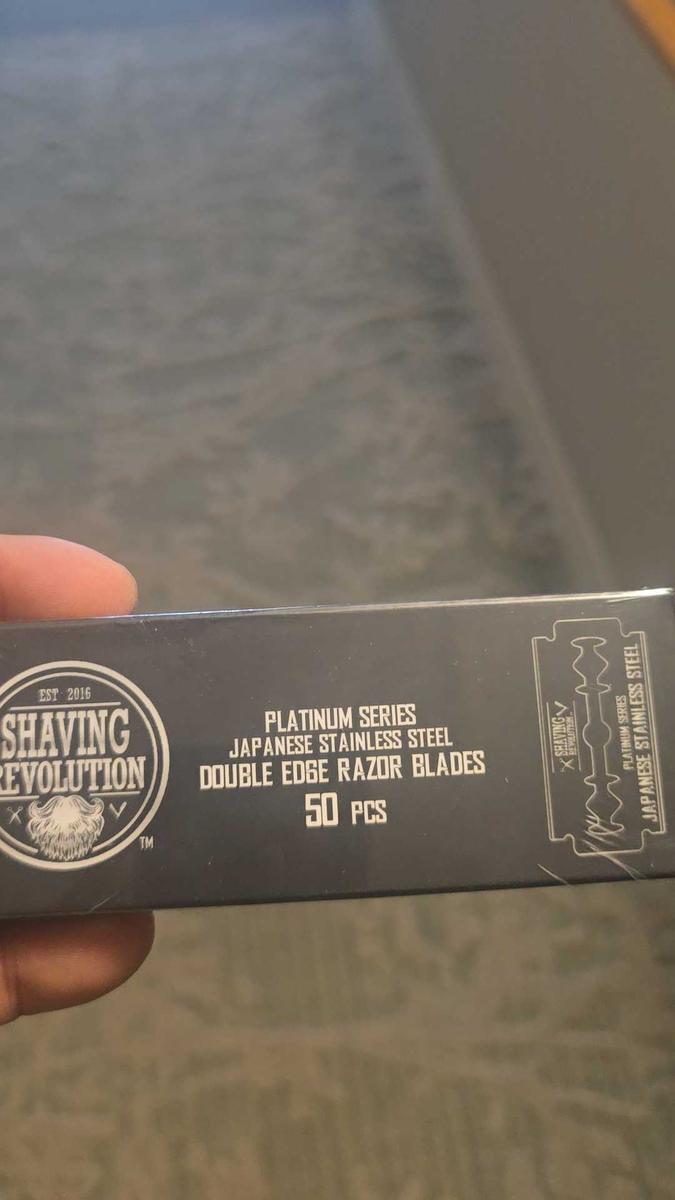 EST 2016
SHAVING
REVOLUTION
TM
PLATINUM SERIES
JAPANESE STAINLESS STEEL
DOUBLE EDGE RAZOR BLADES
50 PCS
SHAVING
REVOLUTION
PLATINUM SERIES
JAPANESE STAINLESS STEEL